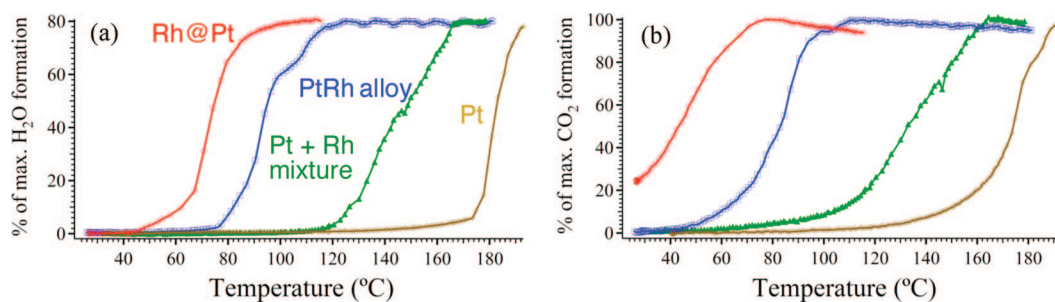 (a)
Rh@Pt
PtRh alloy
Pt + Rh
mixture
Pt
% of max. H₂O formation
80
60
40
20
0
40 60 80 100 120 140 160 180
Temperature (ºC)
(b)
% of max. CO₂ formation
100
80
60
40
20
0
40 60 80 100 120 140 160 180
Temperature (ºC)